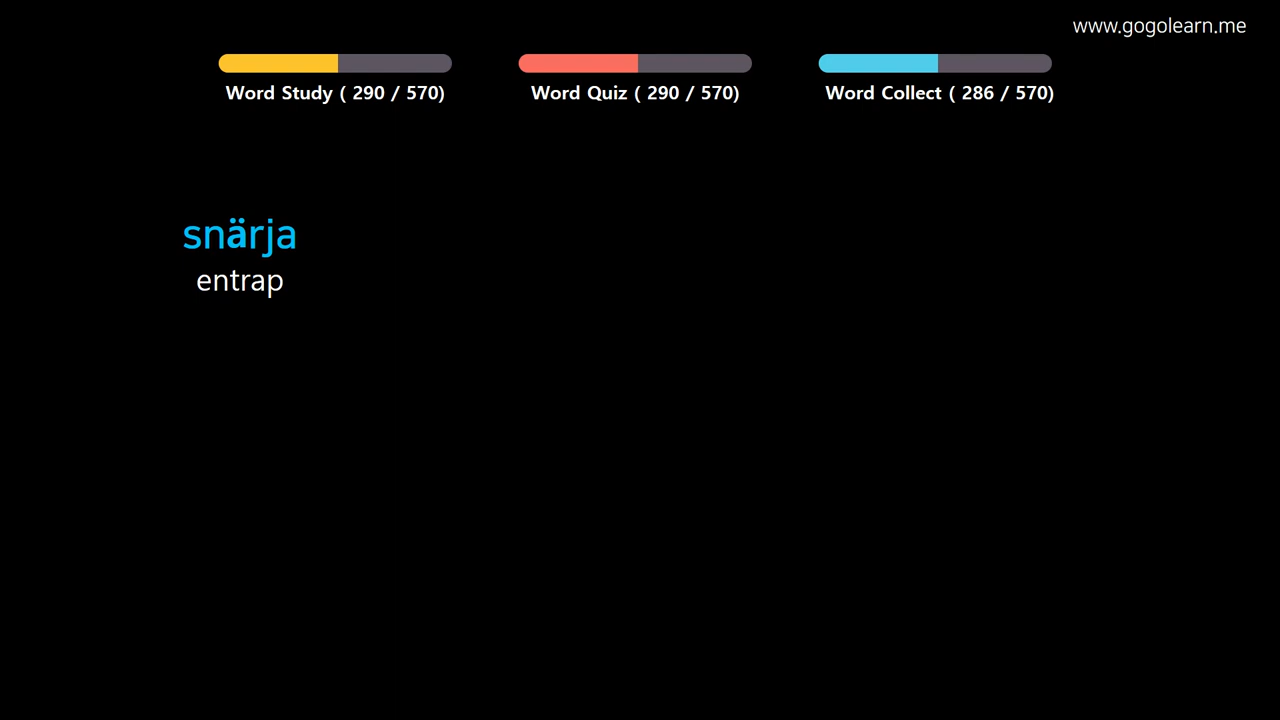 www.gogolearn.me
Word Study ( 290 / 570)
Word Quiz ( 290 / 570)
Word Collect ( 286 / 570)
snärja
entrap